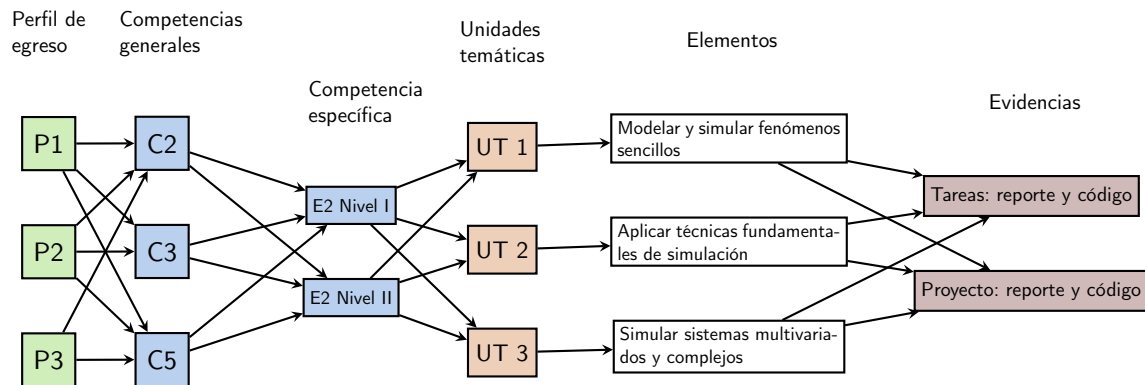 Perfil de
egreso
Competencias
generales
Competencia
específica
Unidades
temáticas
Elementos
Evidencias
P1
P2
P3
C2
C3
C5
E2 Nivel I
E2 Nivel II
UT 1
UT 2
UT 3
Modelar y simular fenómenos
sencillos
Aplicar técnicas fundamenta-
les de simulación
Simular sistemas multivaria-
dos y complejos
Tareas: reporte y código
Proyecto: reporte y código